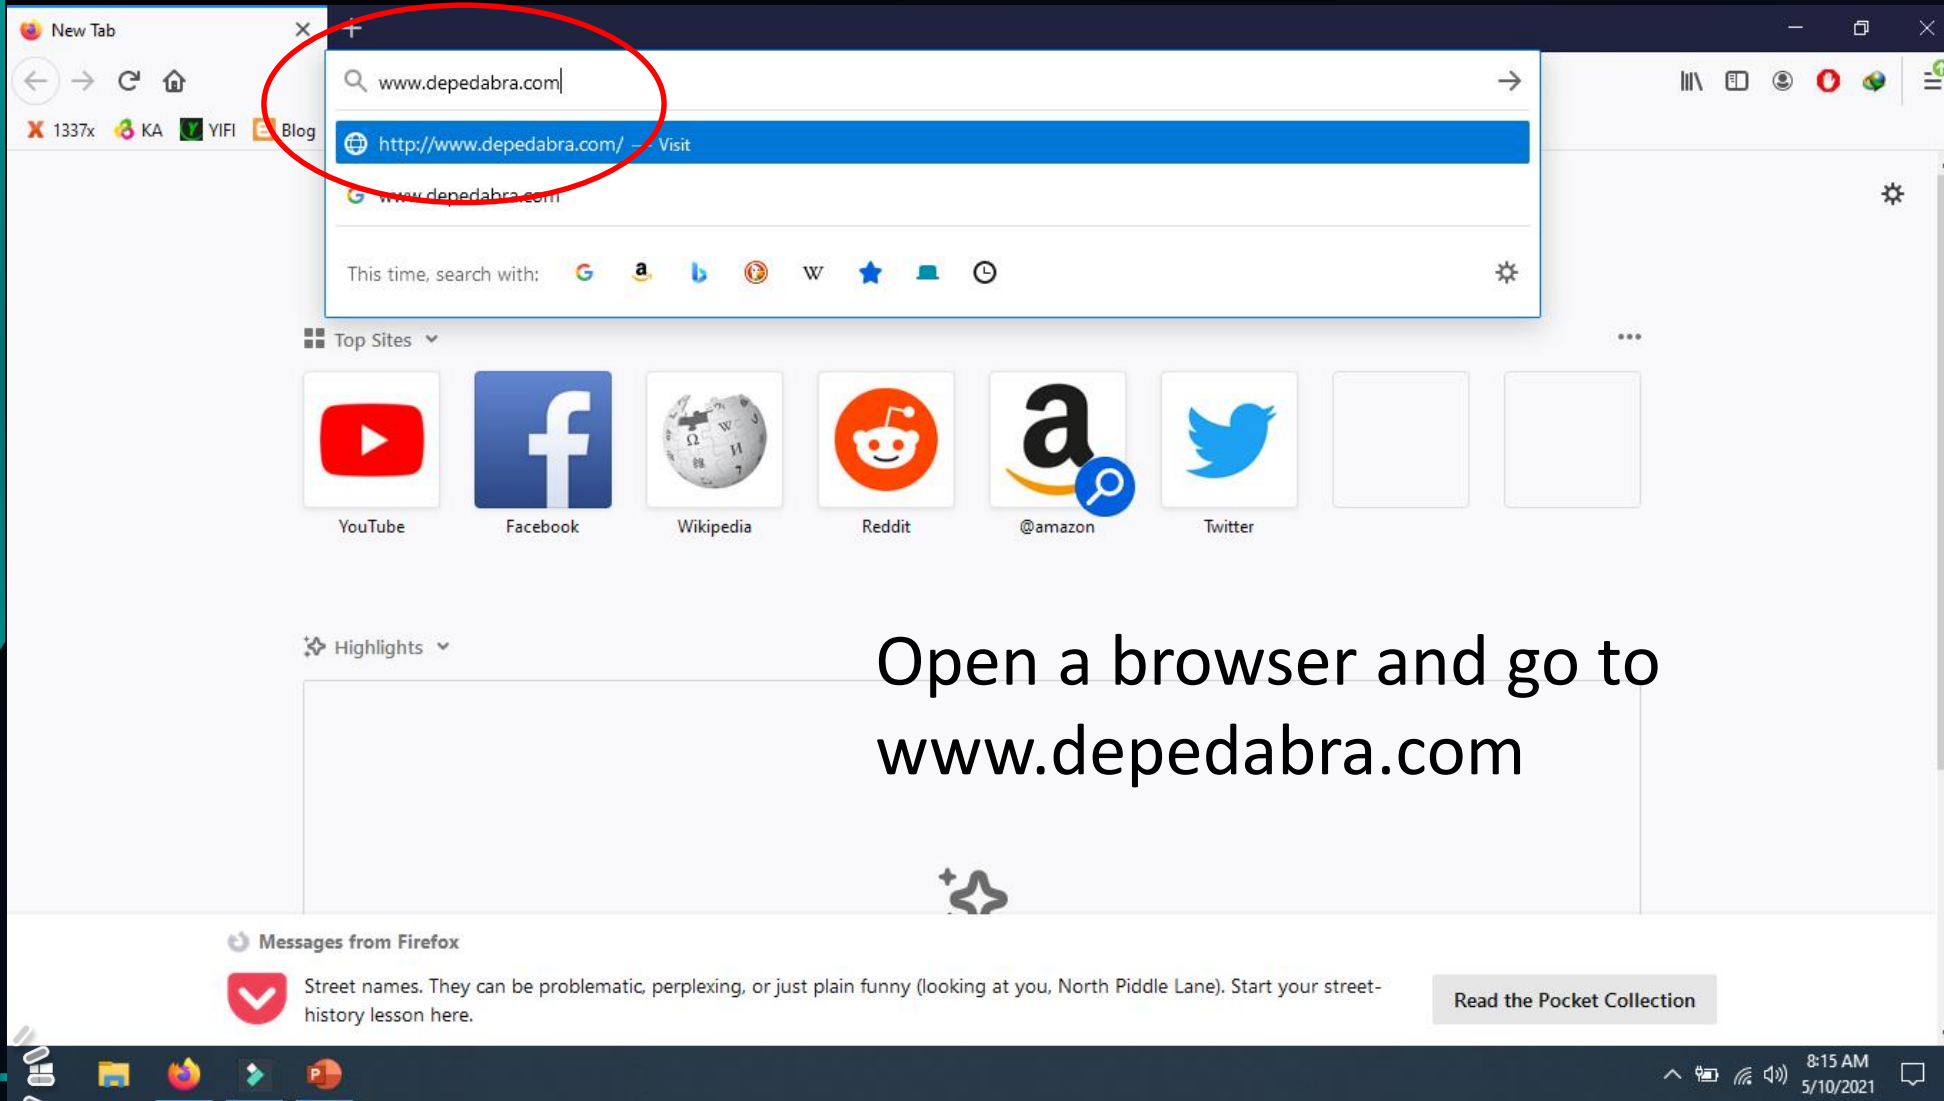 New Tab
www.depedabra.com
1337x KA YIFI Blog
http://www.depedabra.com/ — Visit
www.depedabra.com
This time, search with:
Top Sites
YouTube Facebook Wikipedia Reddit @amazon Twitter
Highlights
Open a browser and go to
www.depedabra.com
Messages from Firefox
Street names. They can be problematic, perplexing, or just plain funny (looking at you, North Piddle Lane). Start your street-
history lesson here.
Read the Pocket Collection
8:15 AM
5/10/2021